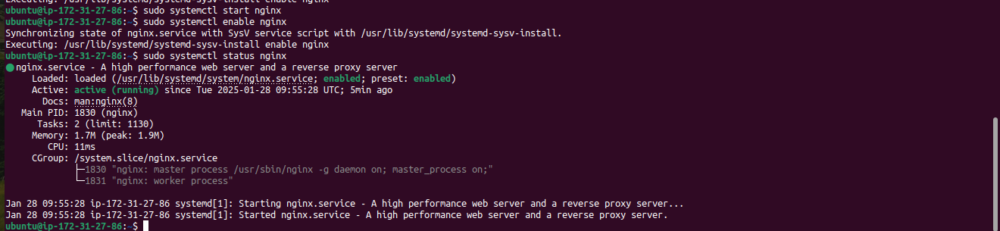 Executing: /usr/lib/systemd/systemd-sysv-install enable nginx
ubuntu@ip-172-31-27-86:~$ sudo systemctl start nginx
ubuntu@ip-172-31-27-86:~$ sudo systemctl enable nginx
Synchronizing state of nginx.service with SysV service script with /usr/lib/systemd/systemd-sysv-install.
Executing: /usr/lib/systemd/systemd-sysv-install enable nginx
ubuntu@ip-172-31-27-86:~$ sudo systemctl status nginx
● nginx.service - A high performance web server and a reverse proxy server
Loaded: loaded (/usr/lib/systemd/system/nginx.service; enabled; preset: enabled)
Active: active (running) since Tue 2025-01-28 09:55:28 UTC; 5min ago
Docs: man:nginx(8)
Main PID: 1830 (nginx)
Tasks: 2 (limit: 1130)
Memory: 1.7M (peak: 1.9M)
CPU: 11ms
CGroup: /system.slice/nginx.service
├─1830 "nginx: master process /usr/sbin/nginx -g daemon on; master_process on;"
└─1831 "nginx: worker process"
Jan 28 09:55:28 ip-172-31-27-86 systemd[1]: Starting nginx.service - A high performance web server and a reverse proxy server...
Jan 28 09:55:28 ip-172-31-27-86 systemd[1]: Started nginx.service - A high performance web server and a reverse proxy server.
ubuntu@ip-172-31-27-86:~$